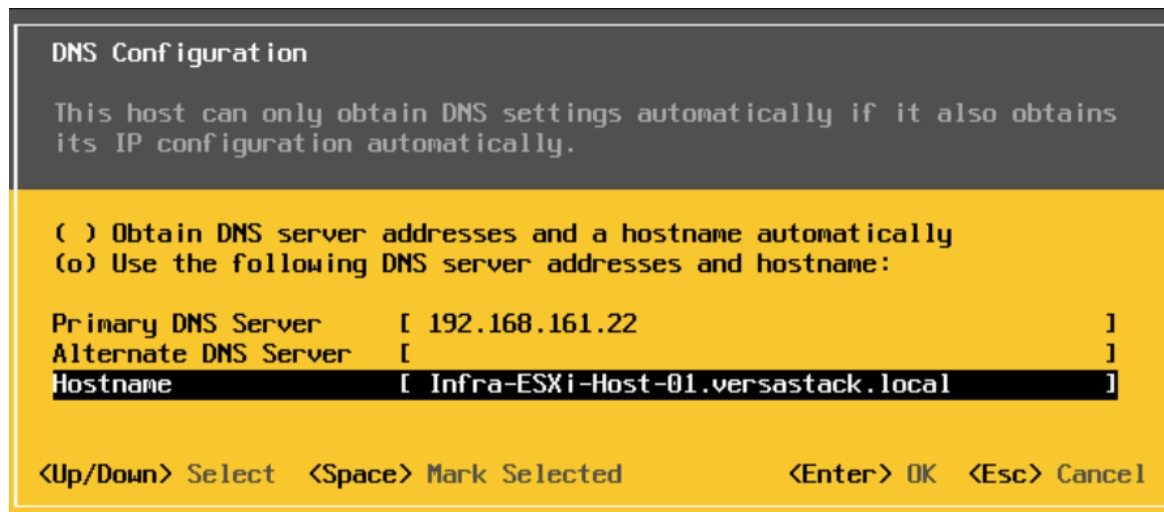 DNS Configuration
This host can only obtain DNS settings automatically if it also obtains
its IP configuration automatically.
( ) Obtain DNS server addresses and a hostname automatically
(o) Use the following DNS server addresses and hostname:
Primary DNS Server [ 192.168.161.22 ]
Alternate DNS Server [ ]
Hostname [ Infra-ESXi-Host-01.versastack.local ]
<Up/Down> Select <Space> Mark Selected <Enter> OK <Esc> Cancel